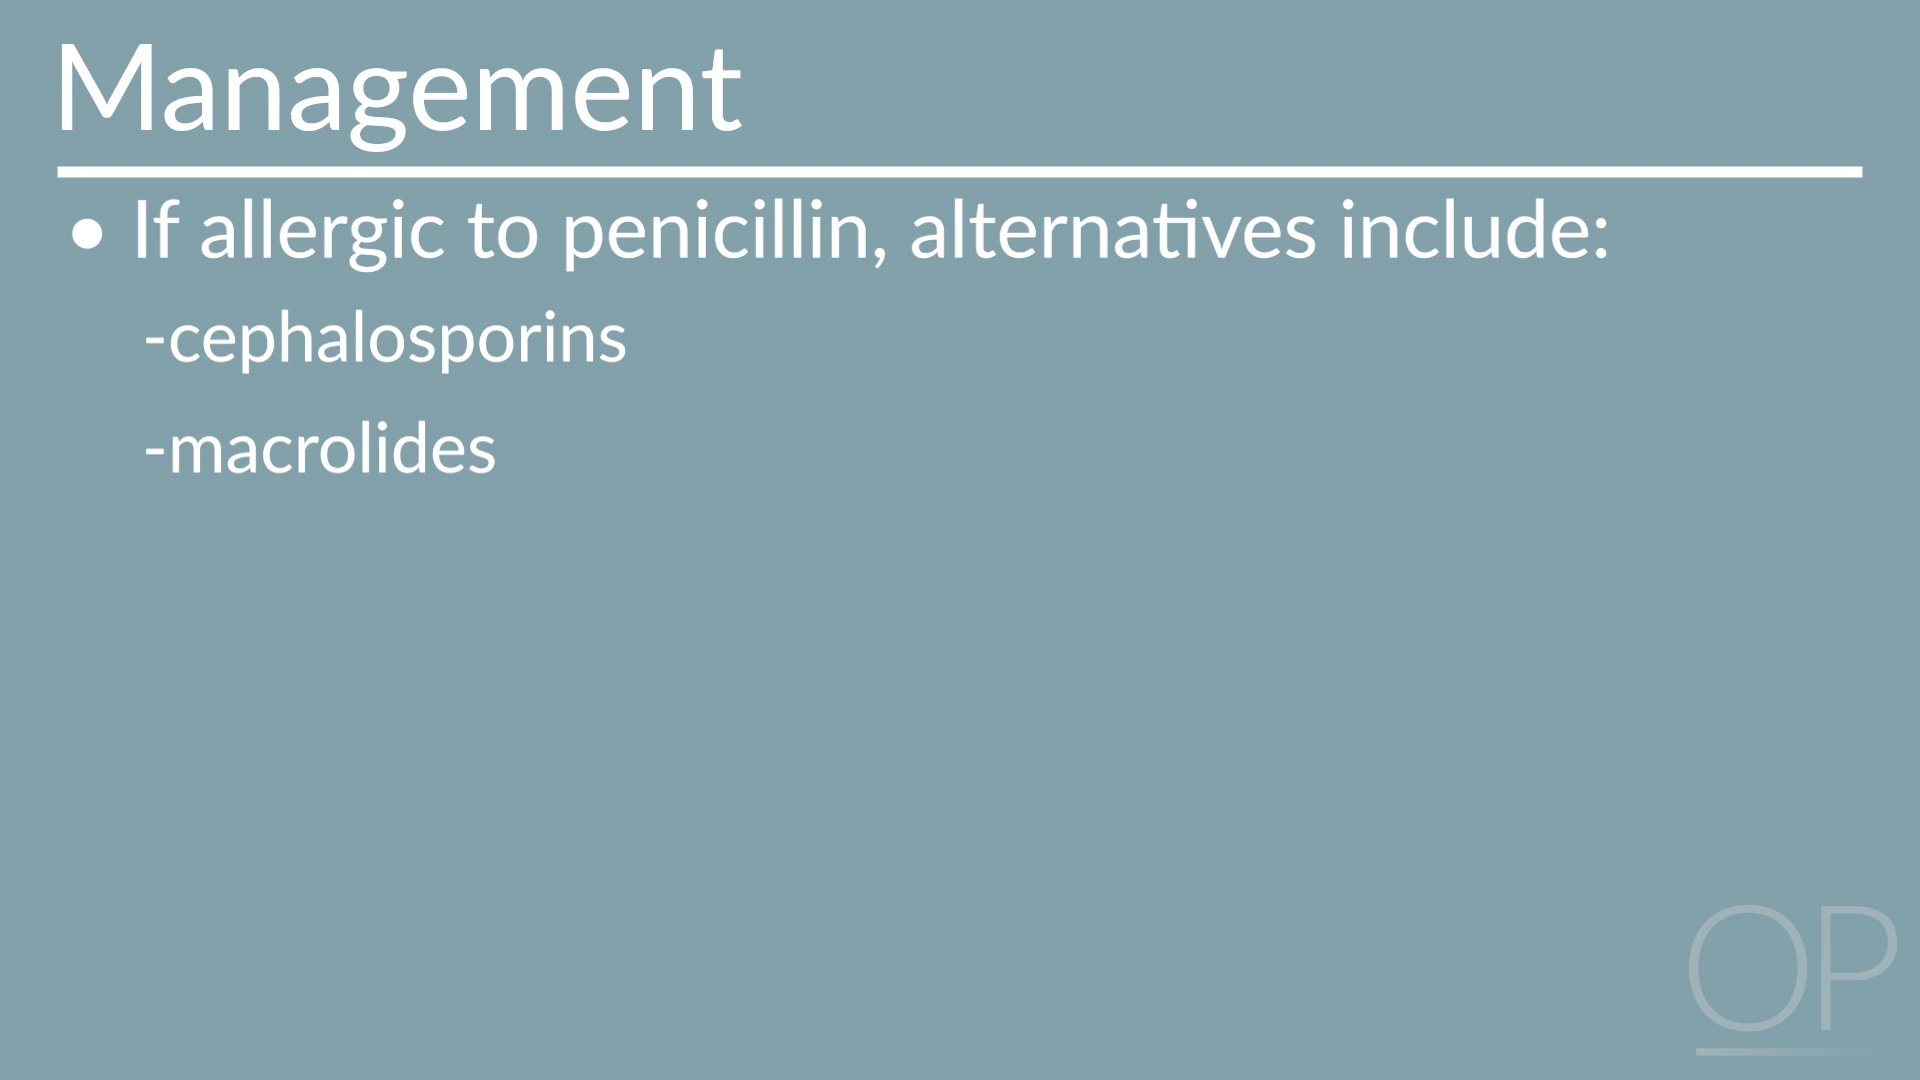 Management
• If allergic to penicillin, alternatives include:
-cephalosporins
-macrolides
OP